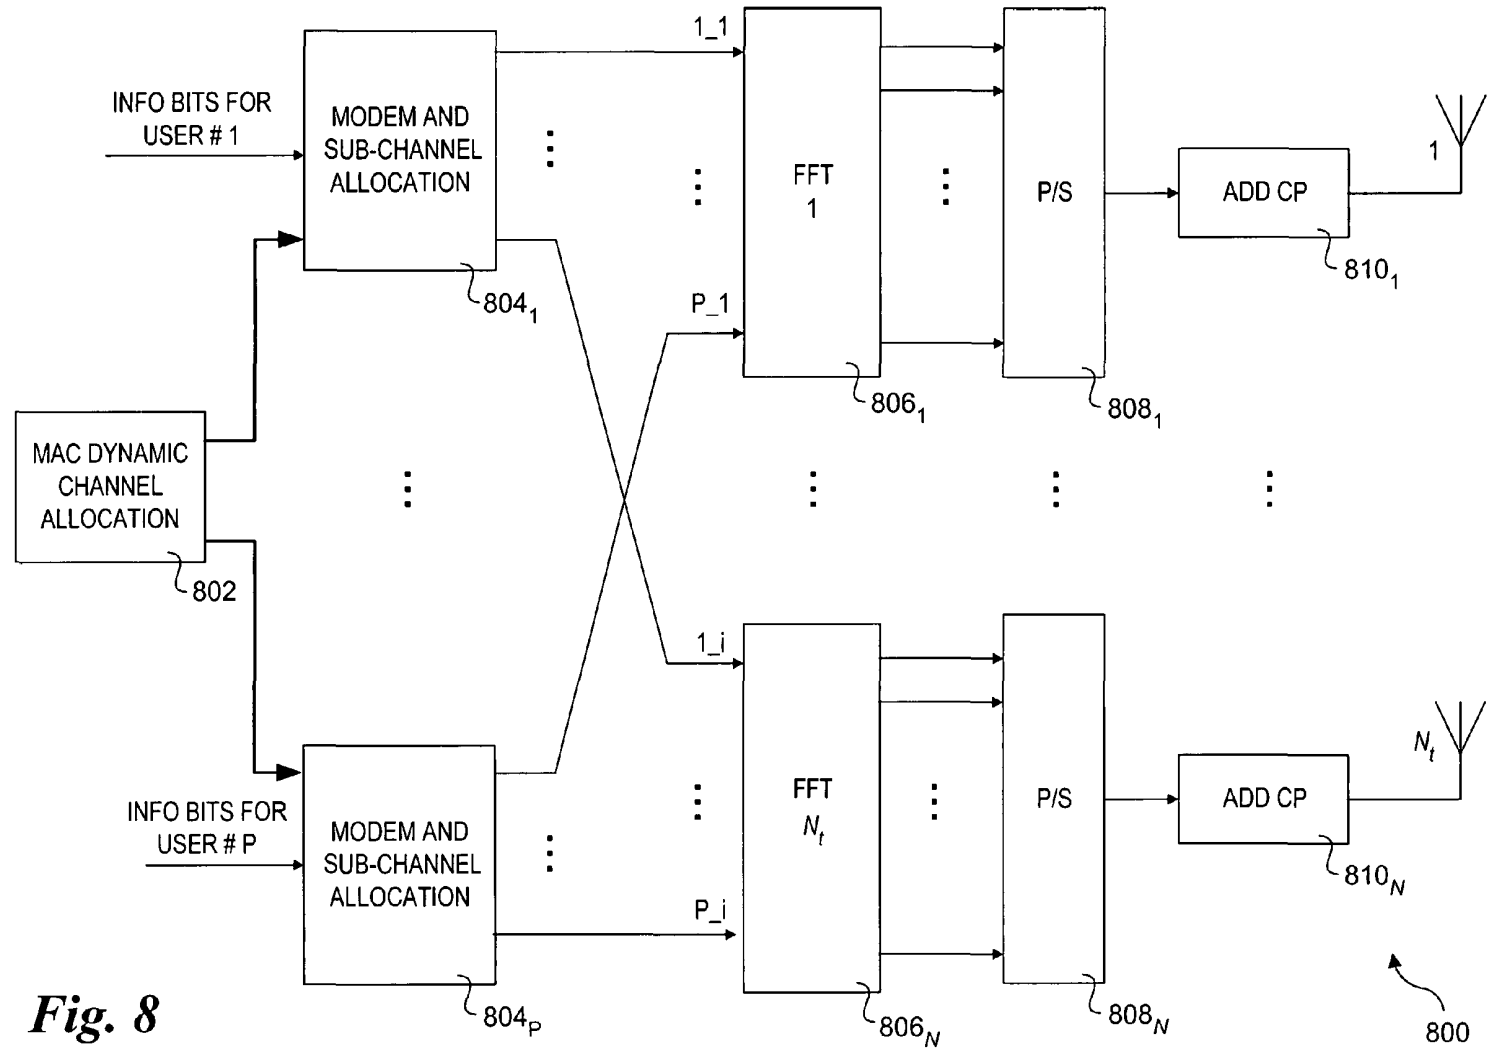 INFO BITS FOR
USER # 1
MODEM AND
SUB-CHANNEL
ALLOCATION
804₁
1_1
P_1
FFT
1
806₁
P/S
808₁
ADD CP
810₁
1
MAC DYNAMIC
CHANNEL
ALLOCATION
802
INFO BITS FOR
USER # P
MODEM AND
SUB-CHANNEL
ALLOCATION
804P
1_i
P_i
FFT
Nt
806N
P/S
808N
ADD CP
810N
Nt
800
Fig. 8